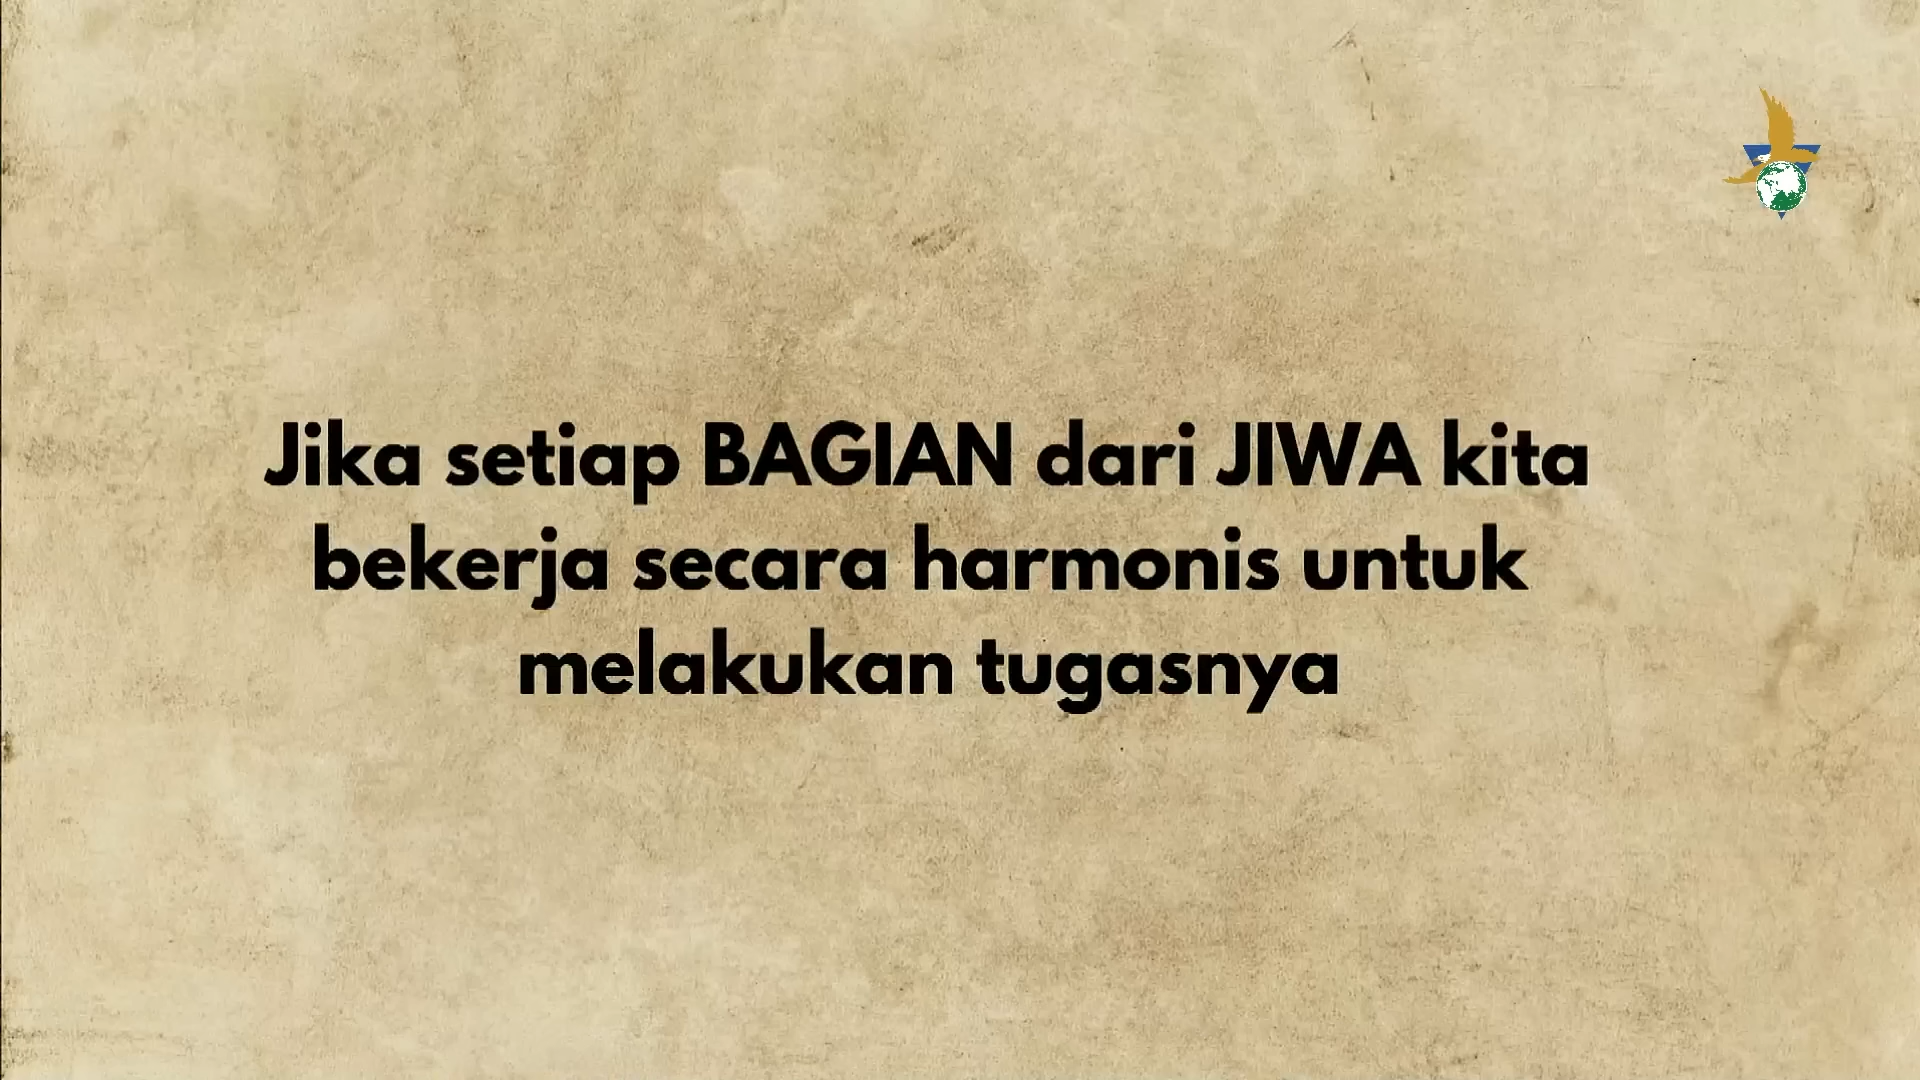 Jika setiap BAGIAN dari JIWA kita
bekerja secara harmonis untuk
melakukan tugasnya